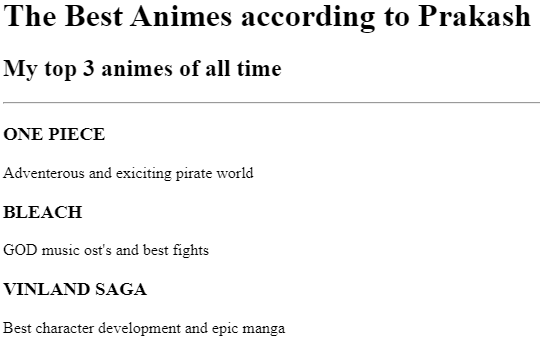 The Best Animes according to Prakash
My top 3 animes of all time
ONE PIECE
Adventerous and exiciting pirate world
BLEACH
GOD music ost's and best fights
VINLAND SAGA
Best character development and epic manga